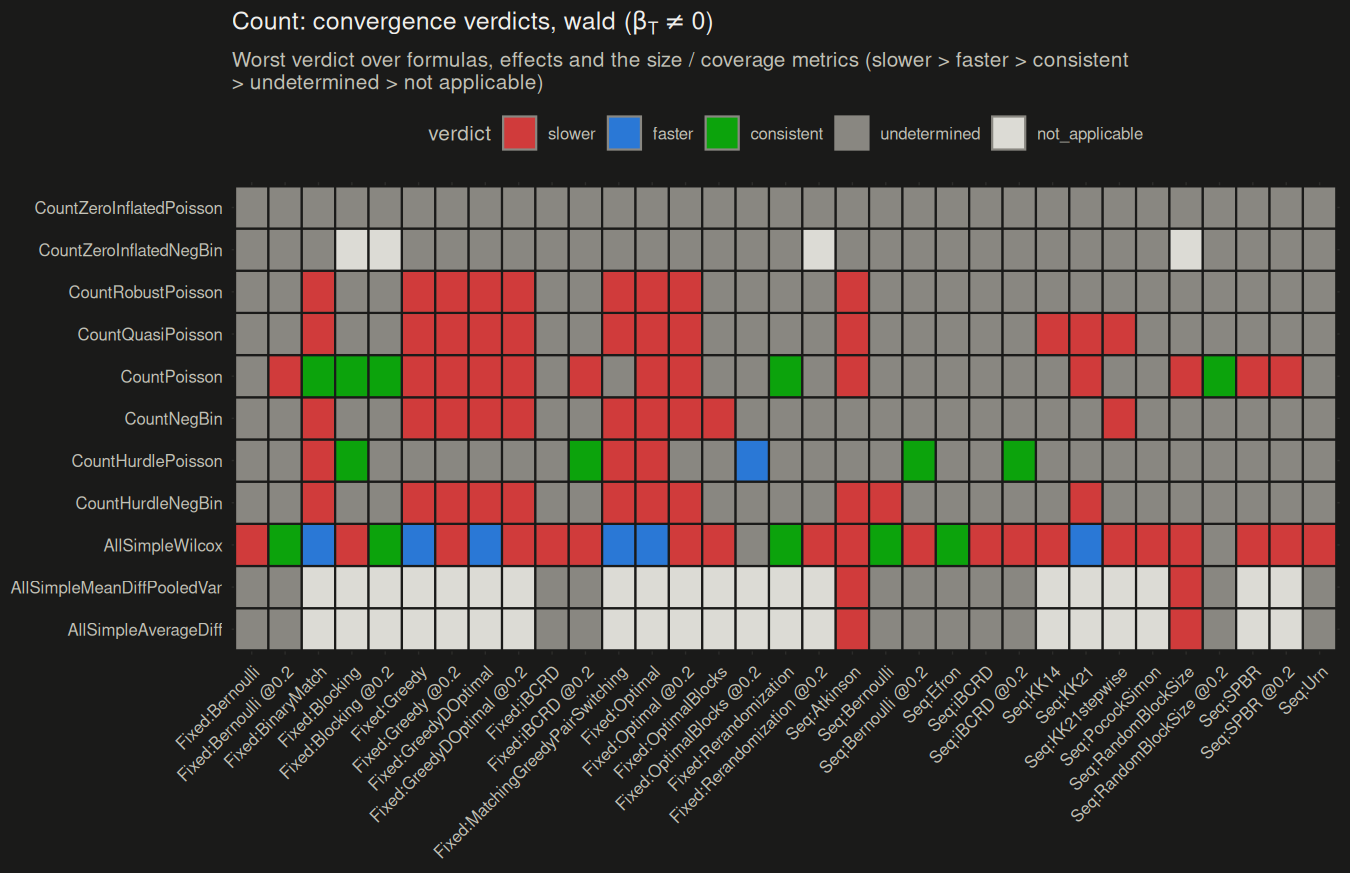 Count: convergence verdicts, wald (βT ≠ 0)
Worst verdict over formulas, effects and the size / coverage metrics (slower > faster > consistent
> undetermined > not applicable)
verdict slower faster consistent undetermined not_applicable
CountZeroInflatedPoisson
CountZeroInflatedNegBin
CountRobustPoisson
CountQuasiPoisson
CountPoisson
CountNegBin
CountHurdlePoisson
CountHurdleNegBin
AllSimpleWilcox
AllSimpleMeanDiffPooledVar
AllSimpleAverageDiff
Fixed:Bernoulli
Fixed:Bernoulli @0.2
Fixed:BinaryMatch
Fixed:Blocking
Fixed:Blocking @0.2
Fixed:Greedy
Fixed:Greedy @0.2
Fixed:GreedyDOptimal
Fixed:GreedyDOptimal @0.2
Fixed:iBCRD
Fixed:iBCRD @0.2
Fixed:MatchingGreedyPairSwitching
Fixed:Optimal
Fixed:Optimal @0.2
Fixed:OptimalBlocks
Fixed:OptimalBlocks @0.2
Fixed:Rerandomization
Fixed:Rerandomization @0.2
Seq:Atkinson
Seq:Bernoulli
Seq:Bernoulli @0.2
Seq:Efron
Seq:iBCRD
Seq:iBCRD @0.2
Seq:KK14
Seq:KK21
Seq:KK21stepwise
Seq:PocockSimon
Seq:RandomBlockSize
Seq:RandomBlockSize @0.2
Seq:SPBR
Seq:SPBR @0.2
Seq:Urn